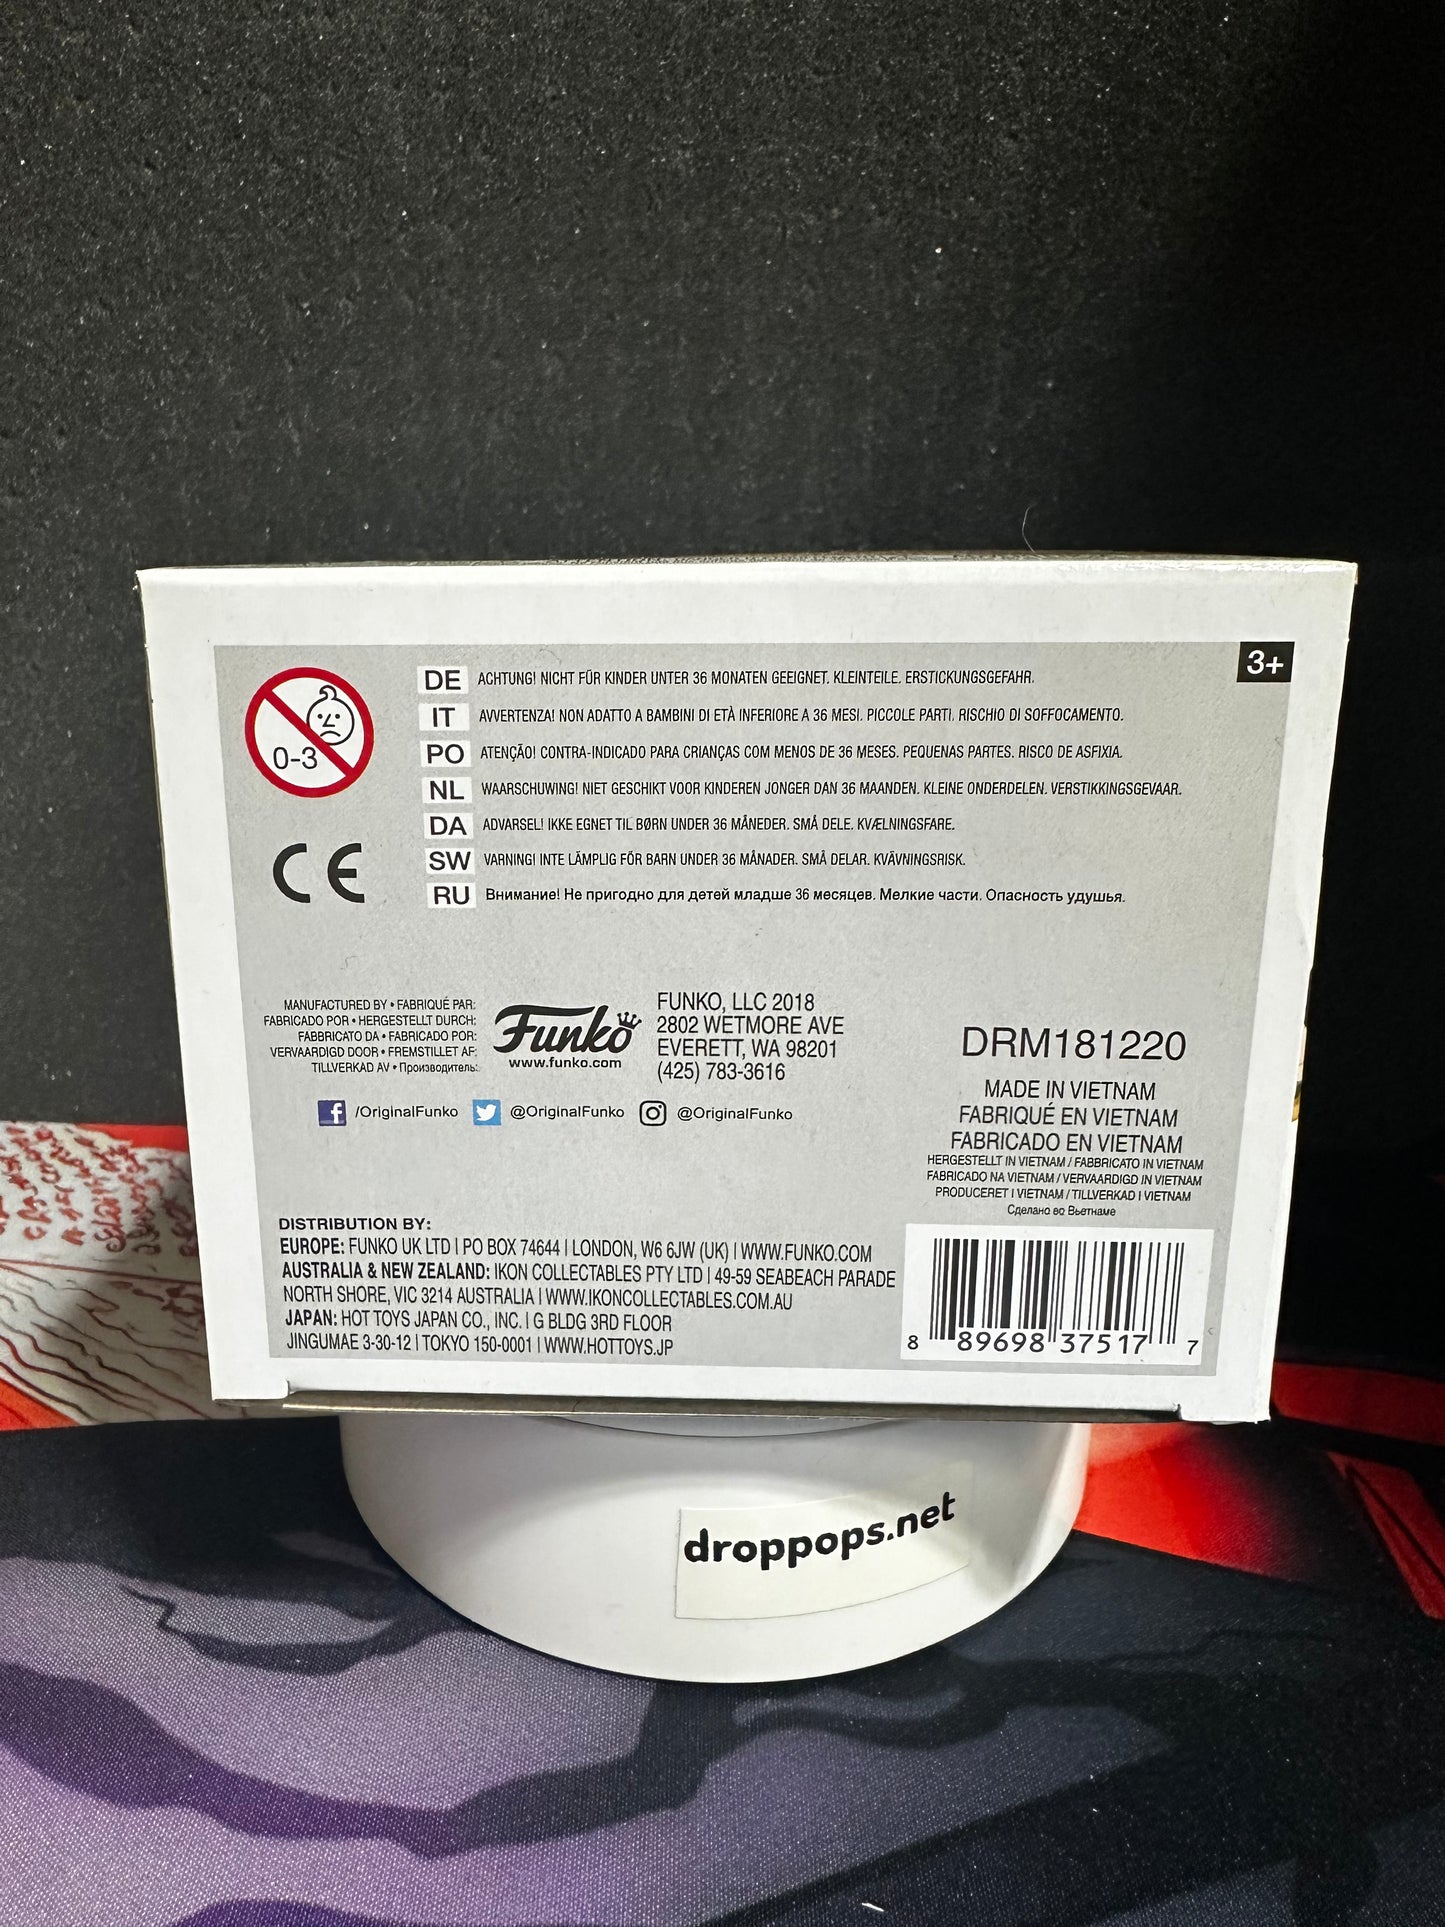 3+
0-3
DE ACHTUNG! NICHT FÜR KINDER UNTER 36 MONATEN GEEIGNET. KLEINTEILE. ERSTICKUNGSGEFAHR.
IT AVVERTENZA! NON ADATTO A BAMBINI DI ETÀ INFERIORE A 36 MESI. PICCOLE PARTI. RISCHIO DI SOFFOCAMENTO.
PO ATENÇÃO! CONTRA-INDICADO PARA CRIANÇAS COM MENOS DE 36 MESES. PEQUENAS PARTES. RISCO DE ASFIXIA.
NL WAARSCHUWING! NIET GESCHIKT VOOR KINDEREN JONGER DAN 36 MAANDEN. KLEINE ONDERDELEN. VERSTIKKINGSGEVAAR.
DA ADVARSEL! IKKE EGNET TIL BØRN UNDER 36 MÅNEDER. SMÅ DELE. KVÆLNINGSFARE.
SW VARNING! INTE LÄMPLIG FÖR BARN UNDER 36 MÅNADER. SMÅ DELAR. KVÄVNINGSRISK.
RU Внимание! Не пригодно для детей младше 36 месяцев. Мелкие части. Опасность удушья.
CE
MANUFACTURED BY • FABRIQUÉ PAR:
FABRICADO POR • HERGESTELLT DURCH:
FABBRICATO DA • FABRICADO POR:
VERVAARDIGD DOOR • FREMSTILLET AF:
TILLVERKAD AV • Производитель:
Funko
www.funko.com
FUNKO, LLC 2018
2802 WETMORE AVE
EVERETT, WA 98201
(425) 783-3616
/OriginalFunko @OriginalFunko @OriginalFunko
DRM181220
MADE IN VIETNAM
FABRIQUÉ EN VIETNAM
FABRICADO EN VIETNAM
HERGESTELLT IN VIETNAM / FABBRICATO IN VIETNAM
FABRICADO NA VIETNAM / VERVAARDIGD IN VIETNAM
PRODUCERET I VIETNAM / TILLVERKAD I VIETNAM
Сделано во Вьетнаме
DISTRIBUTION BY:
EUROPE: FUNKO UK LTD | PO BOX 74644 | LONDON, W6 6JW (UK) | WWW.FUNKO.COM
AUSTRALIA & NEW ZEALAND: IKON COLLECTABLES PTY LTD | 49-59 SEABEACH PARADE
NORTH SHORE, VIC 3214 AUSTRALIA | WWW.IKONCOLLECTABLES.COM.AU
JAPAN: HOT TOYS JAPAN CO., INC. | G BLDG 3RD FLOOR
JINGUMAE 3-30-12 | TOKYO 150-0001 | WWW.HOTTOYS.JP
8 89698 37517 7
droppops.net